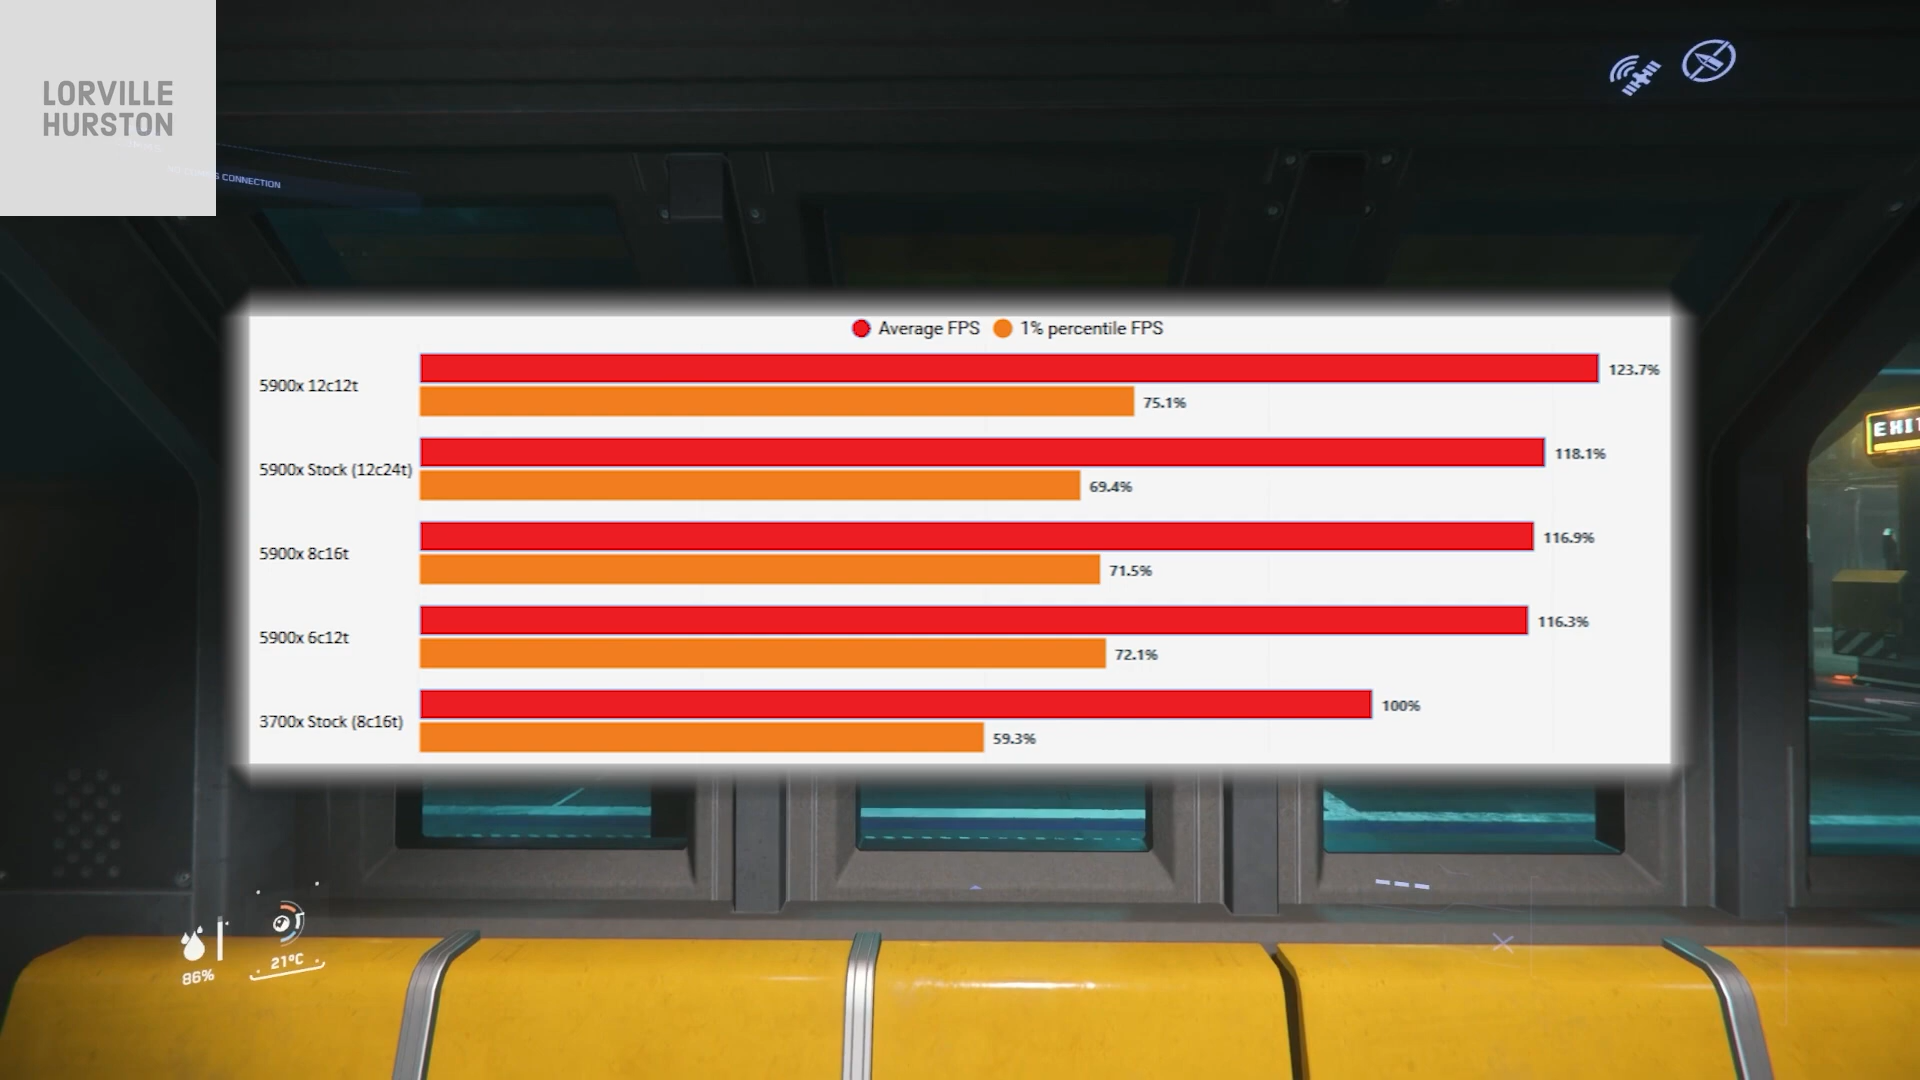 LORVILLE
HURSTON
CONNECTION
Average FPS 1% percentile FPS
5900x 12c12t
123.7%
75.1%
5900x Stock (12c24t)
118.1%
69.4%
5900x 8c16t
116.9%
71.5%
5900x 6c12t
116.3%
72.1%
3700x Stock (8c16t)
100%
59.3%
EXIT
86%
21°C